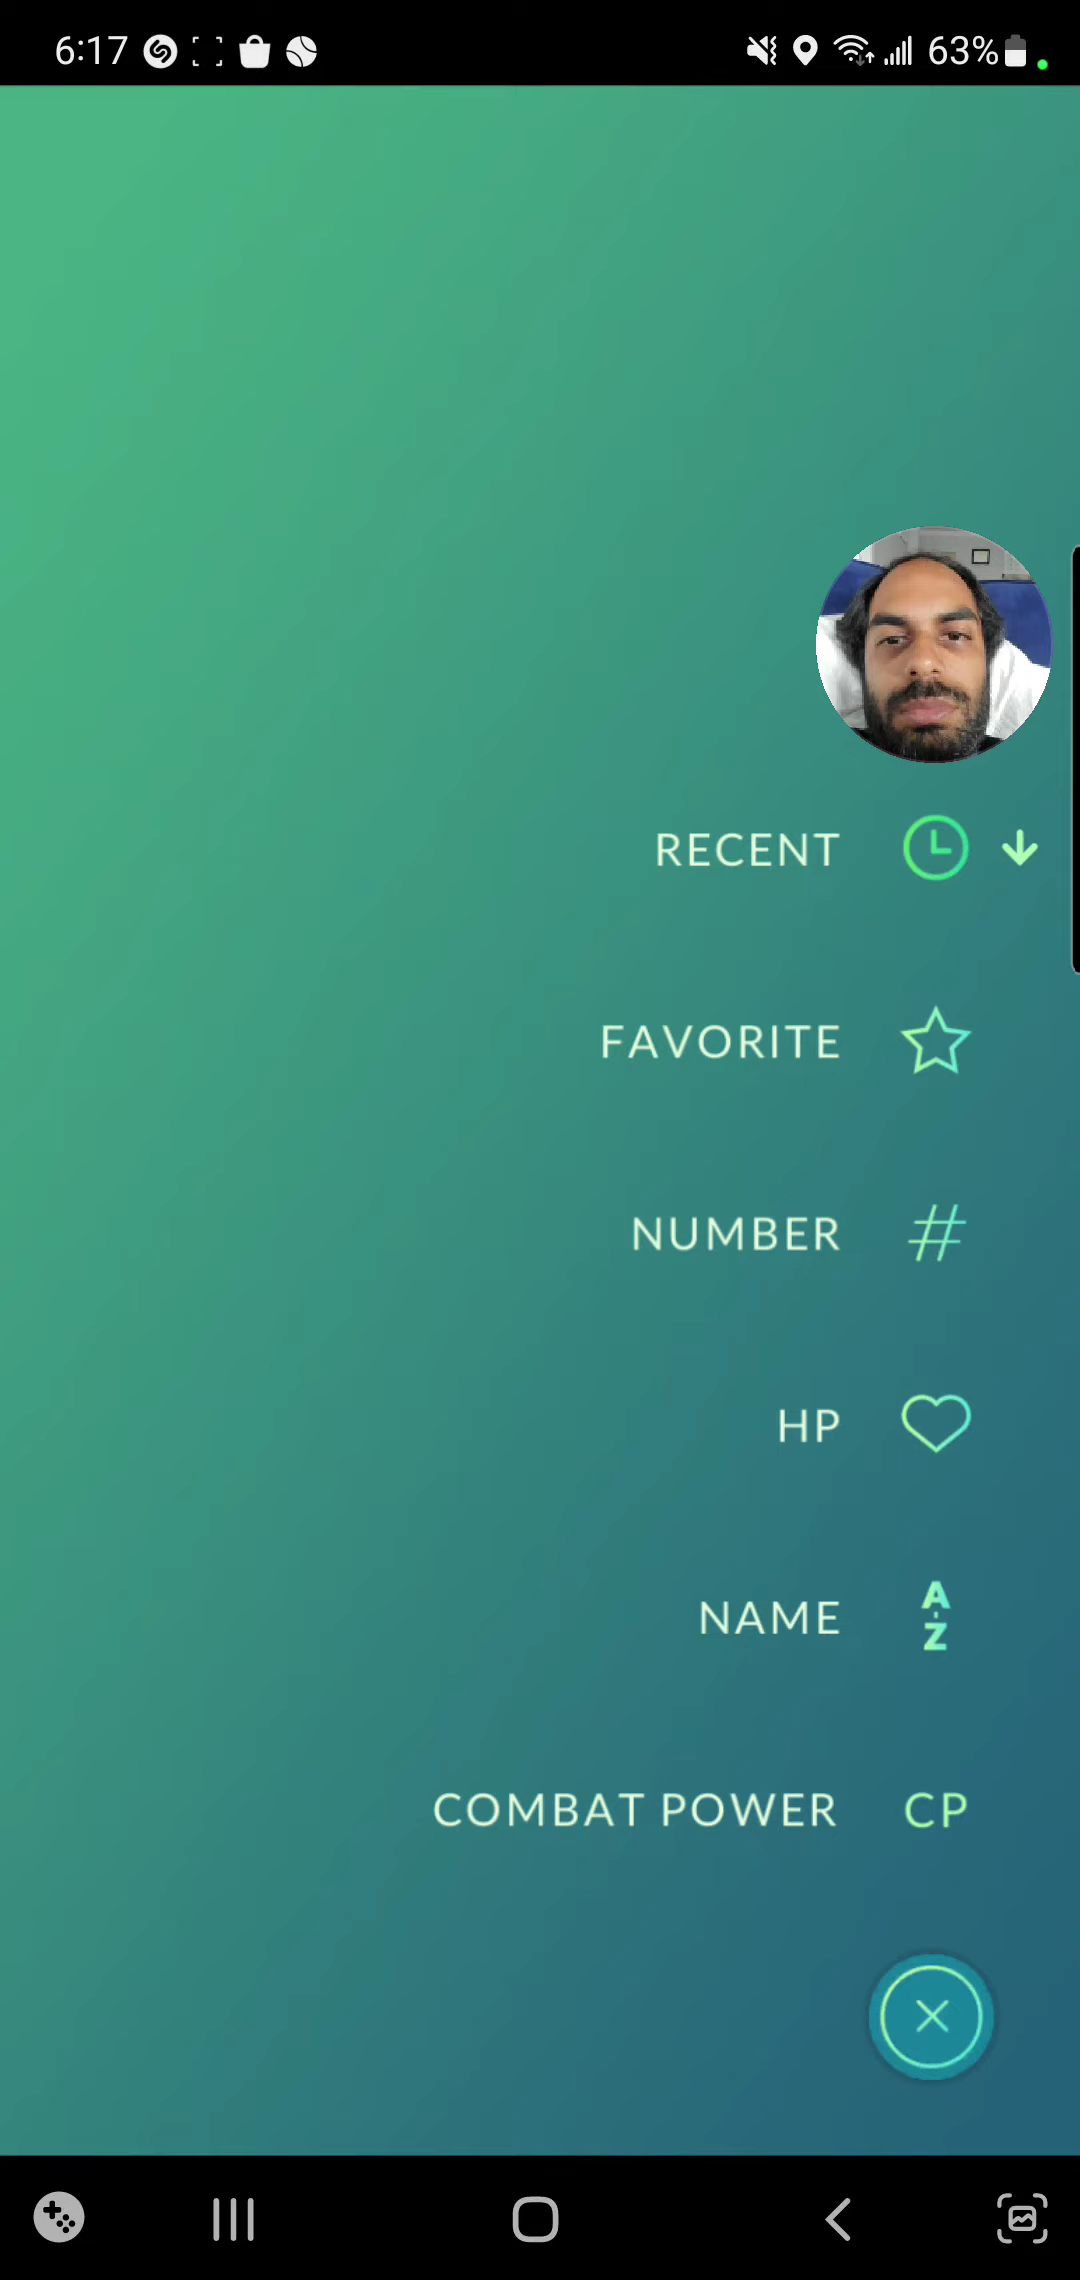 6:17 63%
RECENT
FAVORITE
#
NUMBER
HP
NAME A-Z
COMBAT POWER CP